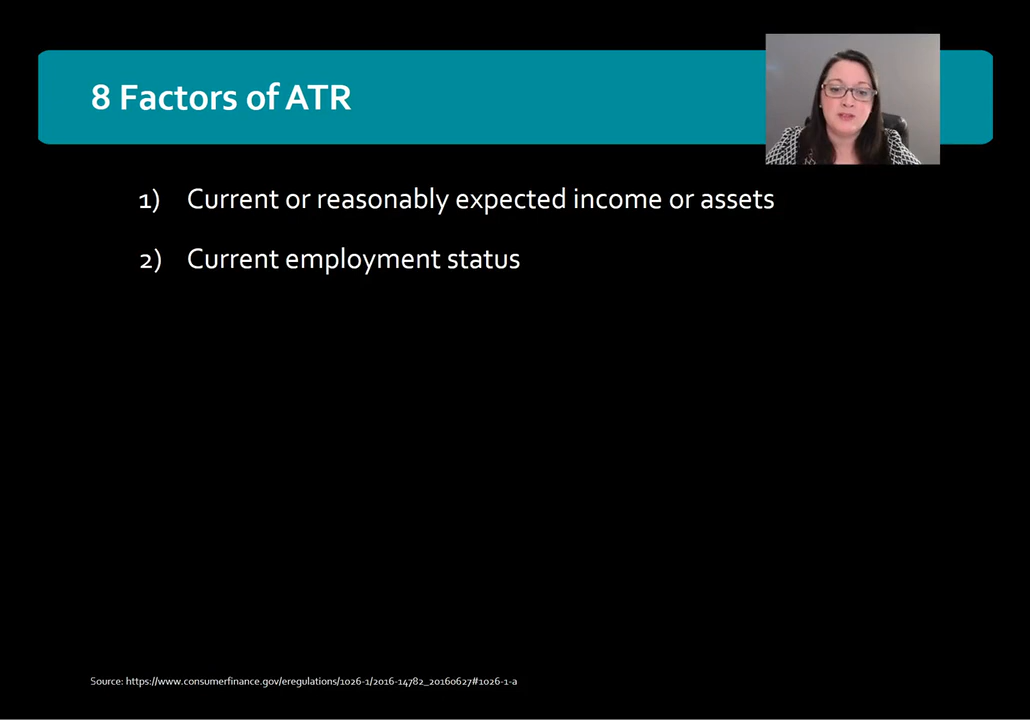 8 Factors of ATR
1) Current or reasonably expected income or assets
2) Current employment status
Source: https://www.consumerfinance.gov/eregulations/1026-1/2016-14782_20160627#1026-1-a